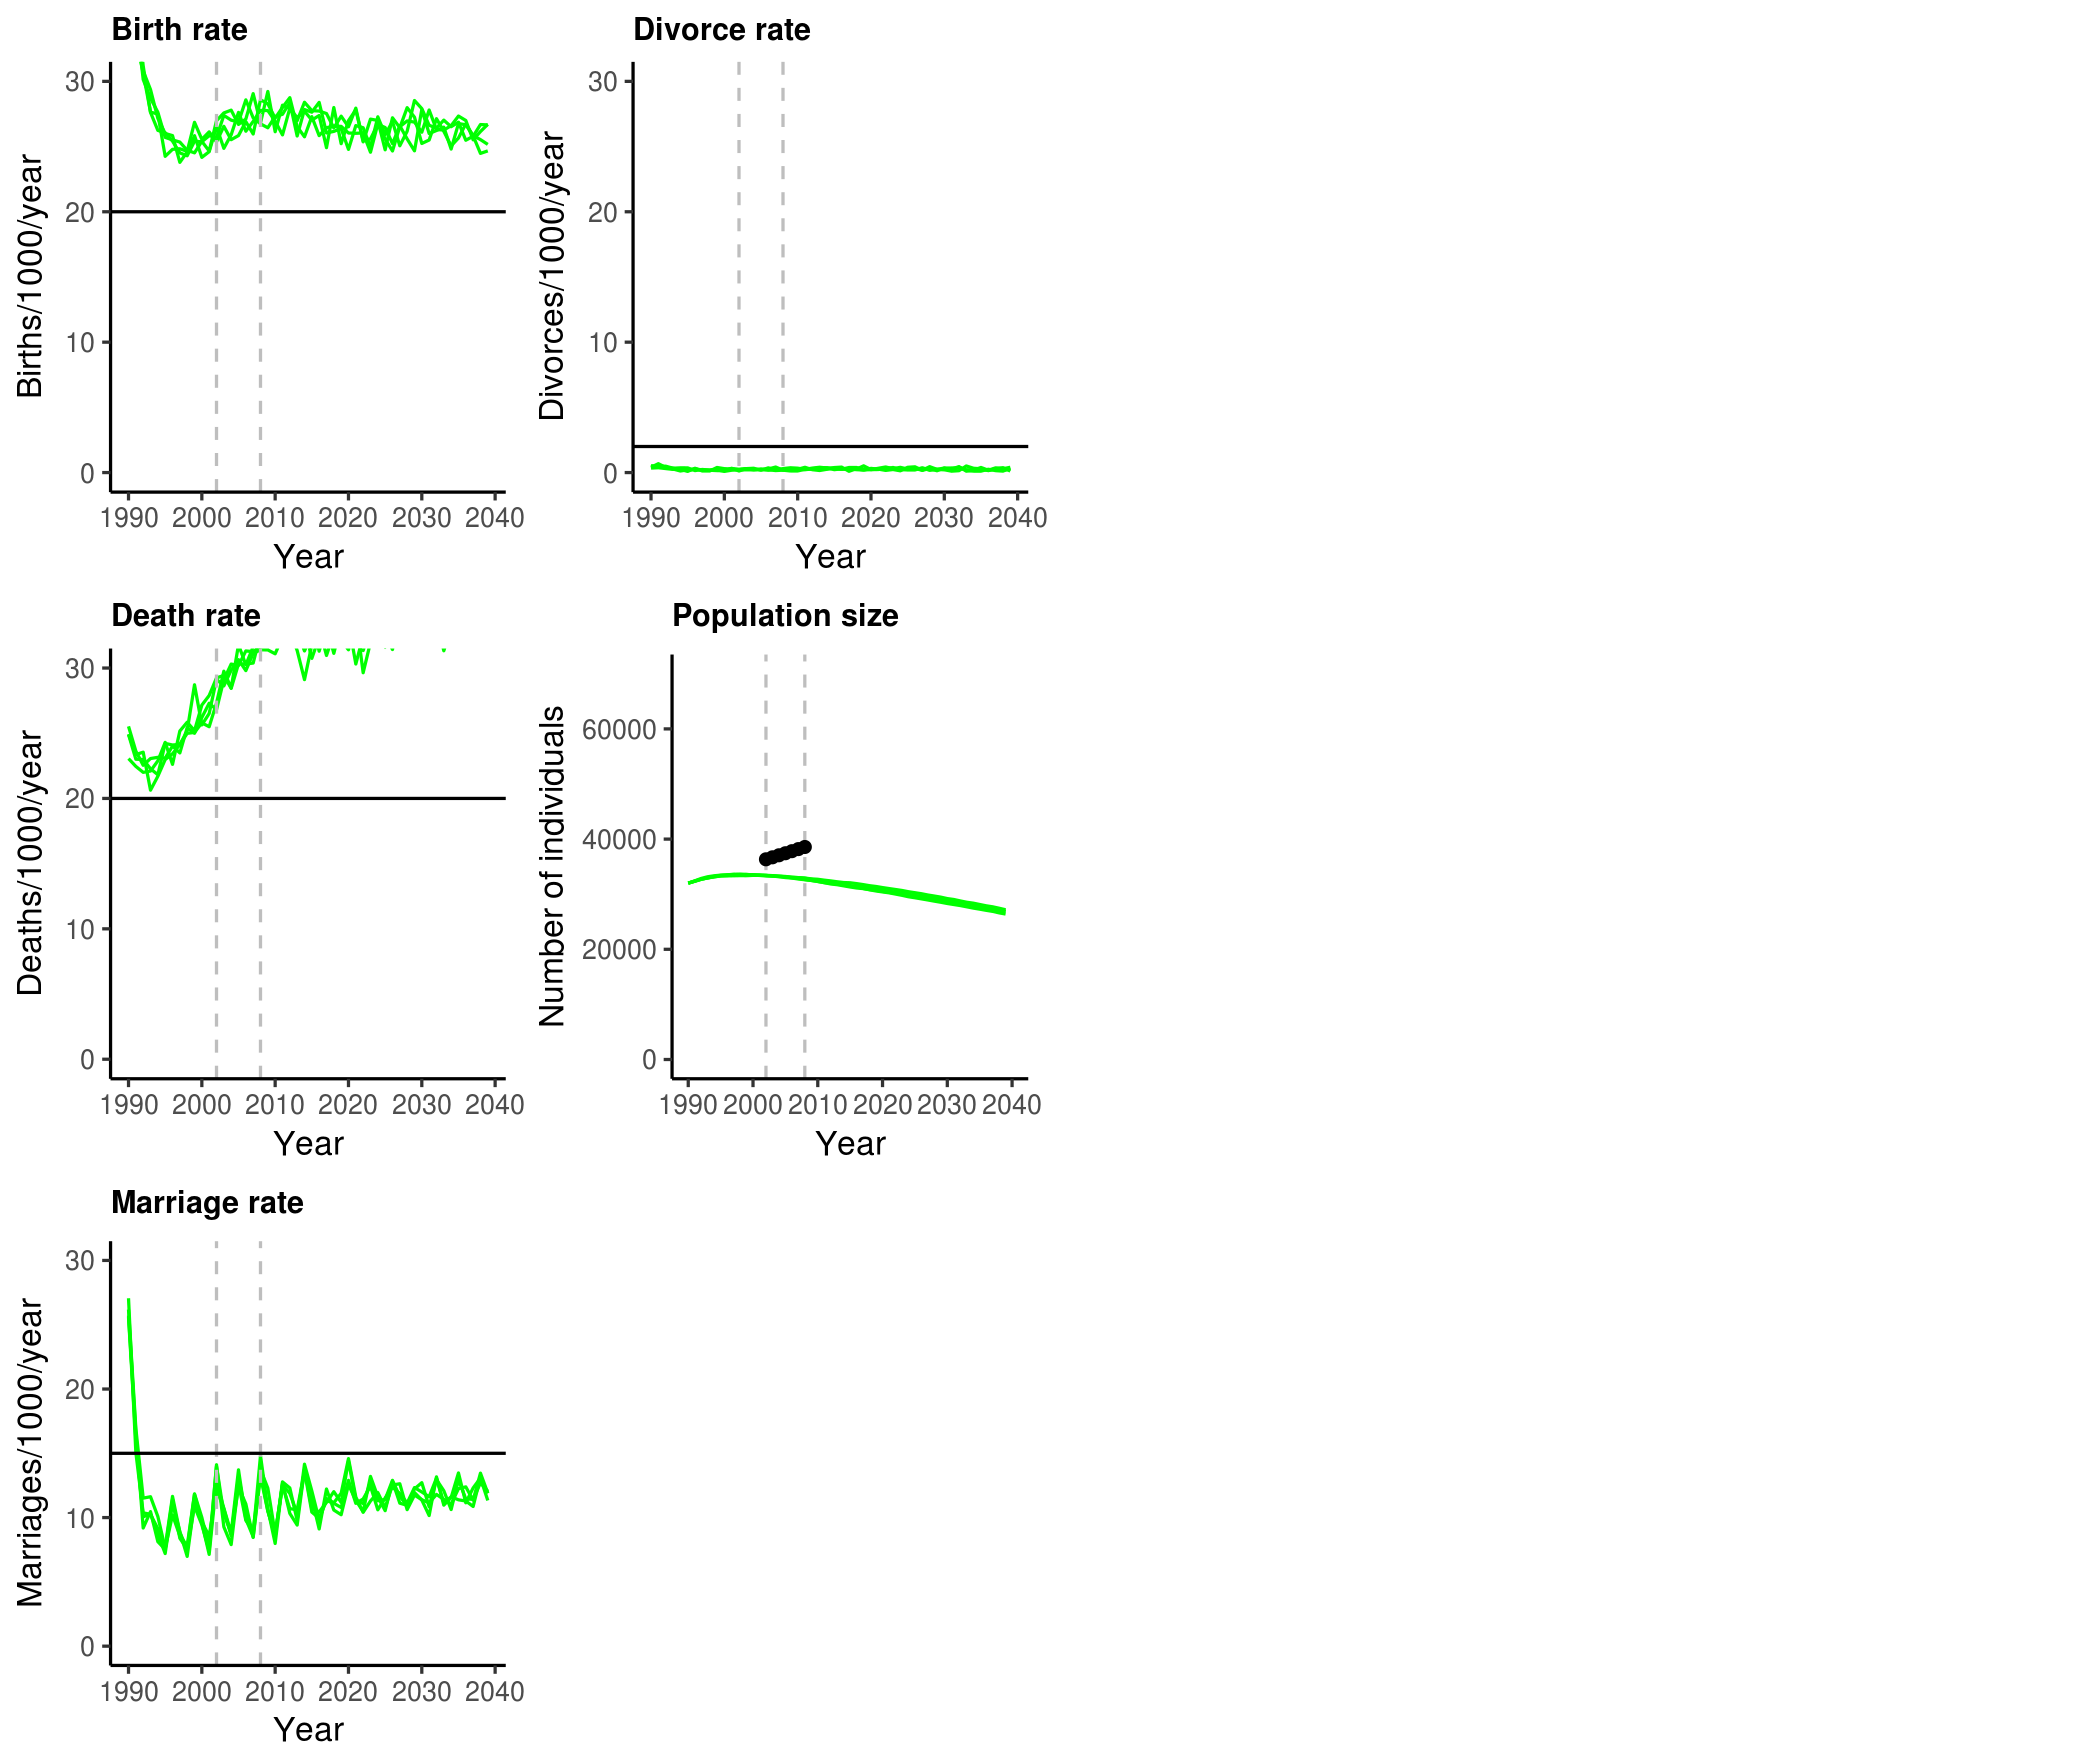 Birth rate
Births/1000/year
30
20
10
0
1990 2000 2010 2020 2030 2040
Year
Divorce rate
Divorces/1000/year
30
20
10
0
1990 2000 2010 2020 2030 2040
Year
Death rate
Deaths/1000/year
30
20
10
0
1990 2000 2010 2020 2030 2040
Year
Population size
Number of individuals
60000
40000
20000
0
1990 2000 2010 2020 2030 2040
Year
Marriage rate
Marriages/1000/year
30
20
10
0
1990 2000 2010 2020 2030 2040
Year